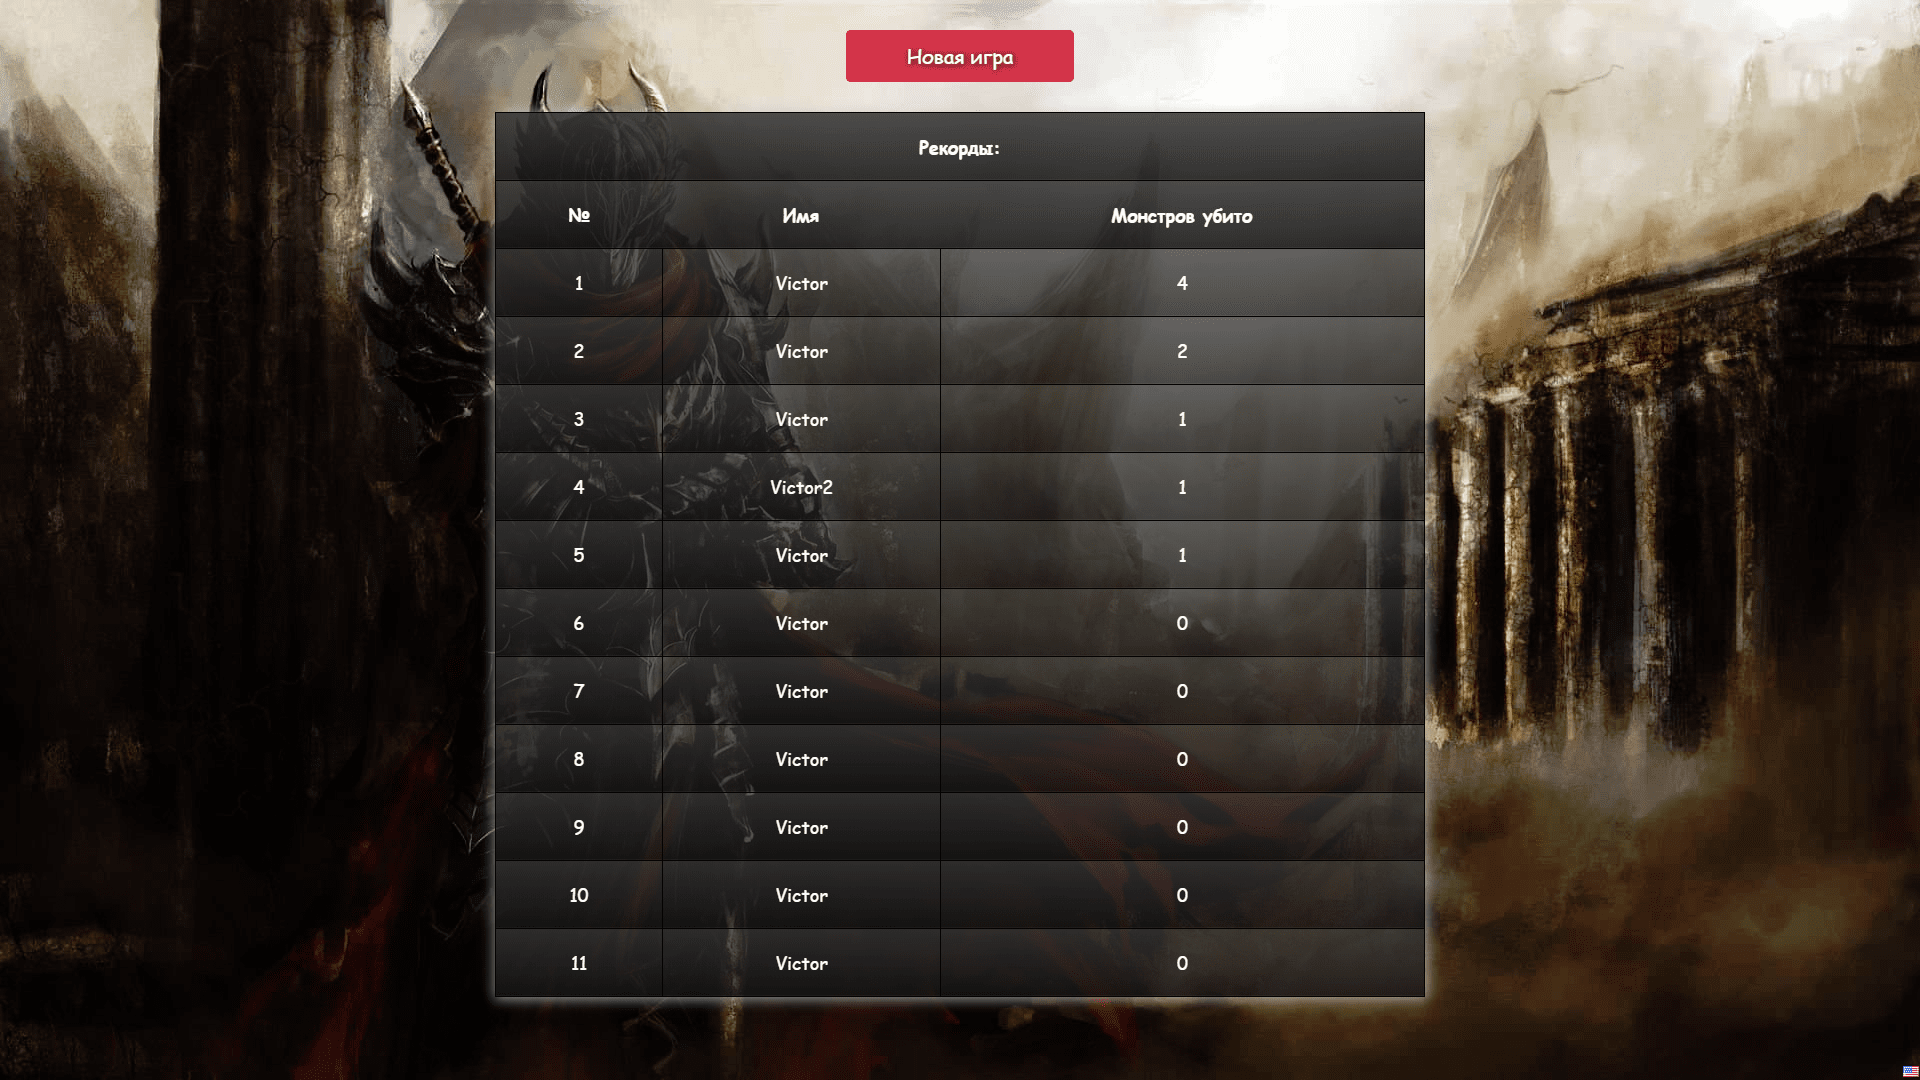 Новая игра
Рекорды:
№ Имя Монстров убито
1 Victor 4
2 Victor 2
3 Victor 1
4 Victor2 1
5 Victor 1
6 Victor 0
7 Victor 0
8 Victor 0
9 Victor 0
10 Victor 0
11 Victor 0